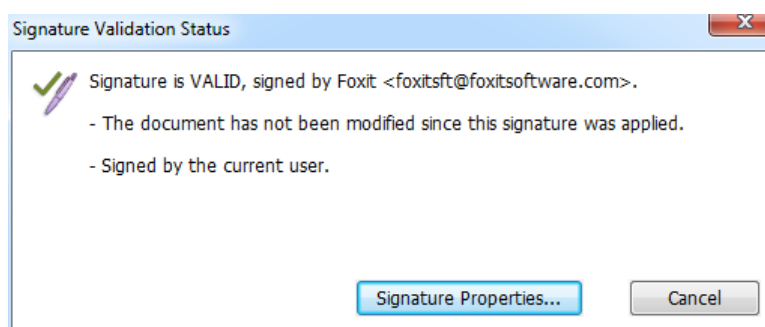 Signature Validation Status
Signature is VALID, signed by Foxit <foxitsft@foxitsoftware.com>.
- The document has not been modified since this signature was applied.
- Signed by the current user.
Signature Properties... Cancel